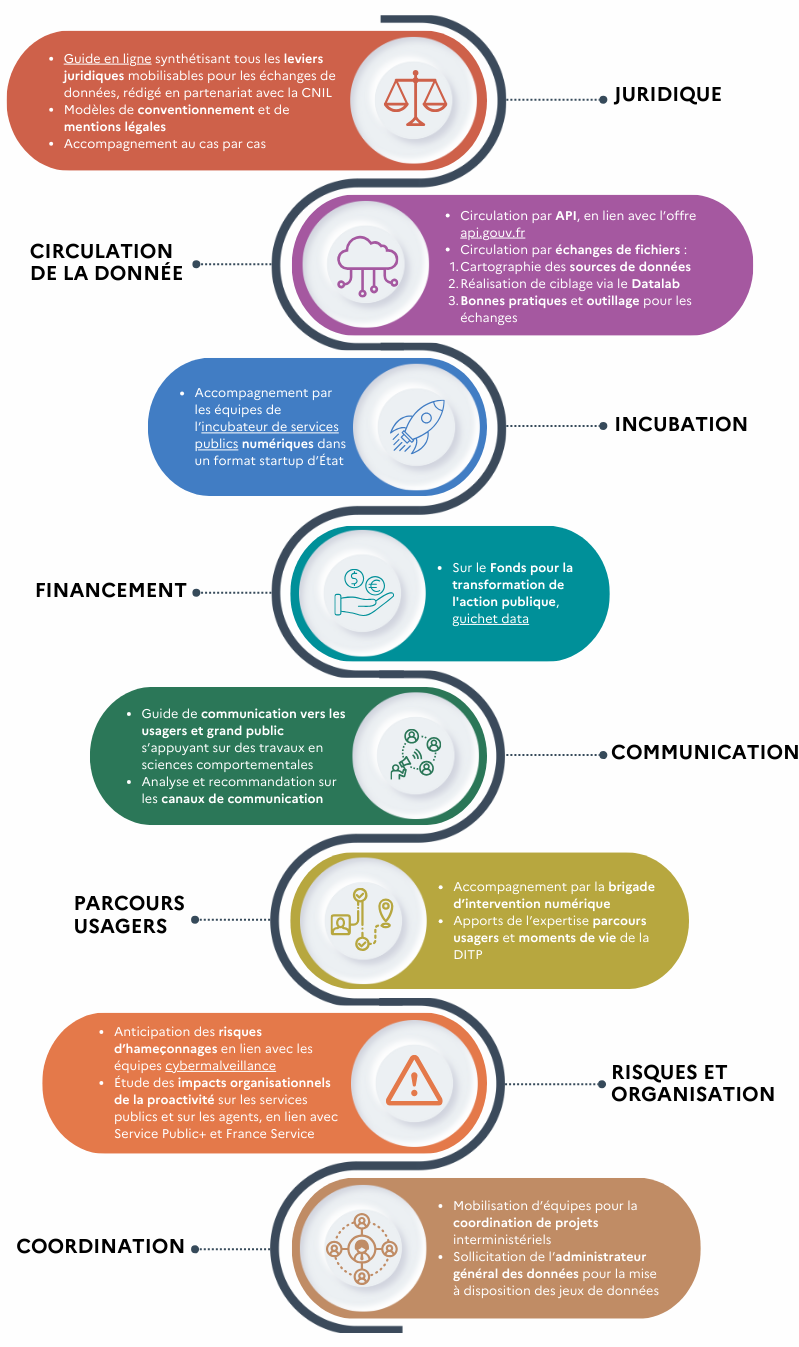 • Guide en ligne synthétisant tous les leviers
juridiques mobilisables pour les échanges de
données, rédigé en partenariat avec la CNIL
• Modèles de conventionnement et de
mentions légales
• Accompagnement au cas par cas
JURIDIQUE
CIRCULATION
DE LA DONNÉE
• Circulation par API, en lien avec l'offre
api.gouv.fr
• Circulation par échanges de fichiers :
1. Cartographie des sources de données
2. Réalisation de ciblage via le Datalab
3. Bonnes pratiques et outillage pour les
échanges
• Accompagnement par
les équipes de
l'incubateur de services
publics numériques dans
un format startup d'État
INCUBATION
FINANCEMENT
$ €
• Sur le Fonds pour la
transformation de
l'action publique,
guichet data
• Guide de communication vers les
usagers et grand public
s'appuyant sur des travaux en
sciences comportementales
• Analyse et recommandation sur
les canaux de communication
COMMUNICATION
PARCOURS
USAGERS
• Accompagnement par la brigade
d'intervention numérique
• Apports de l'expertise parcours
usagers et moments de vie de la
DITP
• Anticipation des risques
d'hameçonnages en lien avec les
équipes cybermalveillance
• Étude des impacts organisationnels
de la proactivité sur les services
publics et sur les agents, en lien avec
Service Public+ et France Service
RISQUES ET
ORGANISATION
COORDINATION
• Mobilisation d'équipes pour la
coordination de projets
interministériels
• Sollicitation de l'administrateur
général des données pour la mise
à disposition des jeux de données